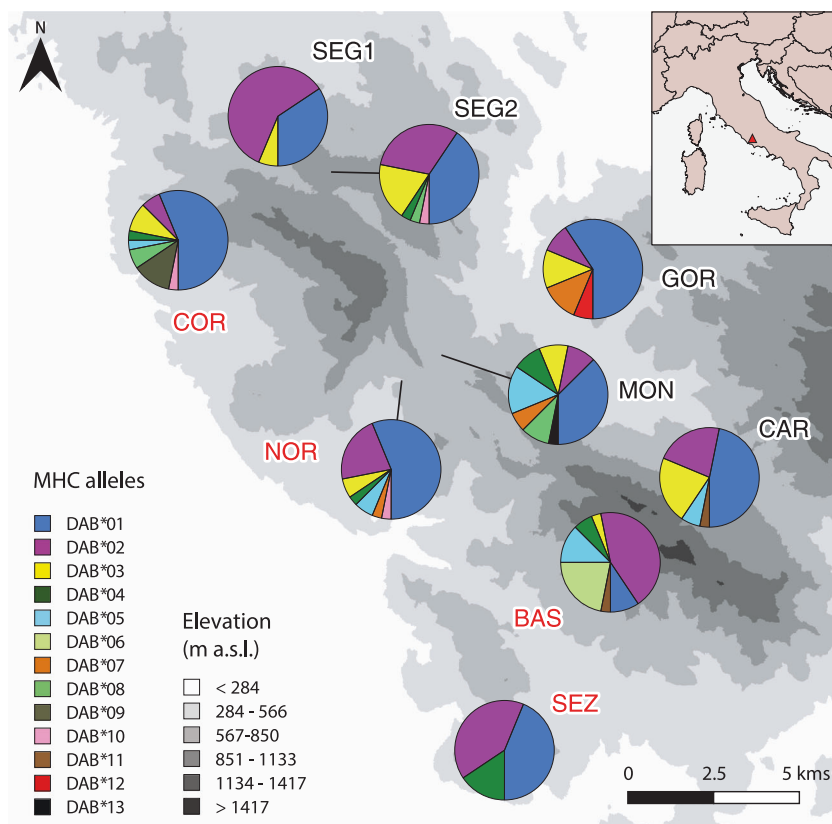 N
SEG1
SEG2
COR
GOR
MON
NOR
CAR
BAS
SEZ
MHC alleles
DAB*01
DAB*02
DAB*03
DAB*04
DAB*05
DAB*06
DAB*07
DAB*08
DAB*09
DAB*10
DAB*11
DAB*12
DAB*13
Elevation
(m a.s.l.)
< 284
284 - 566
567-850
851 - 1133
1134 - 1417
> 1417
0 2.5 5 kms